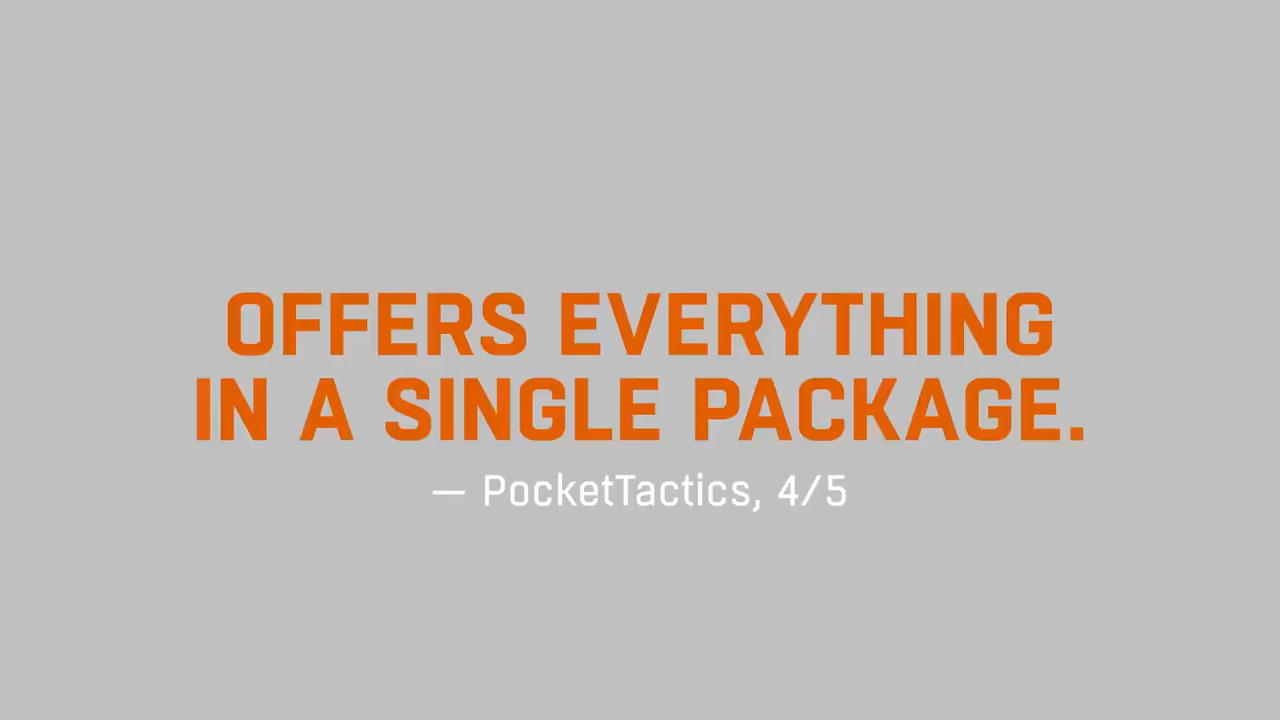 OFFERS EVERYTHING
IN A SINGLE PACKAGE.
— PocketTactics, 4/5